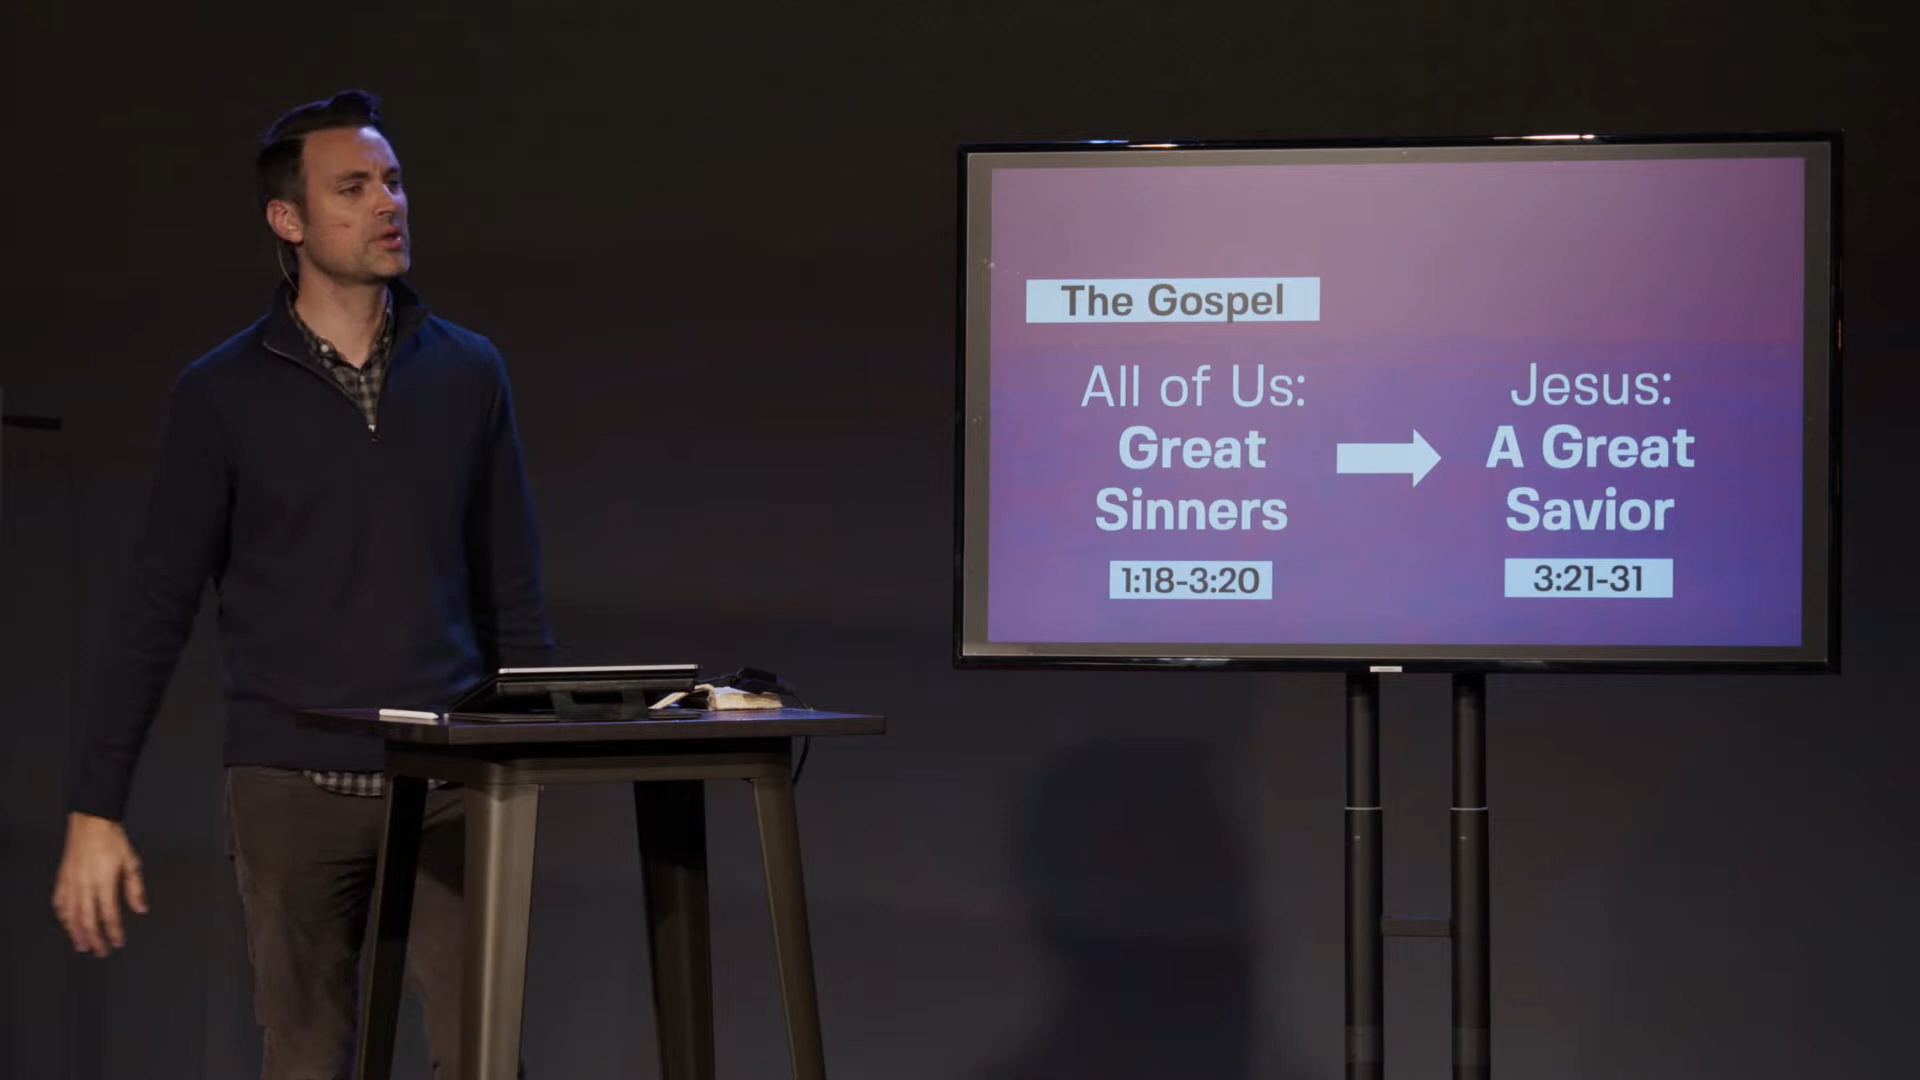 The Gospel
All of Us:
Great
Sinners
1:18-3:20
Jesus:
A Great
Savior
3:21-31